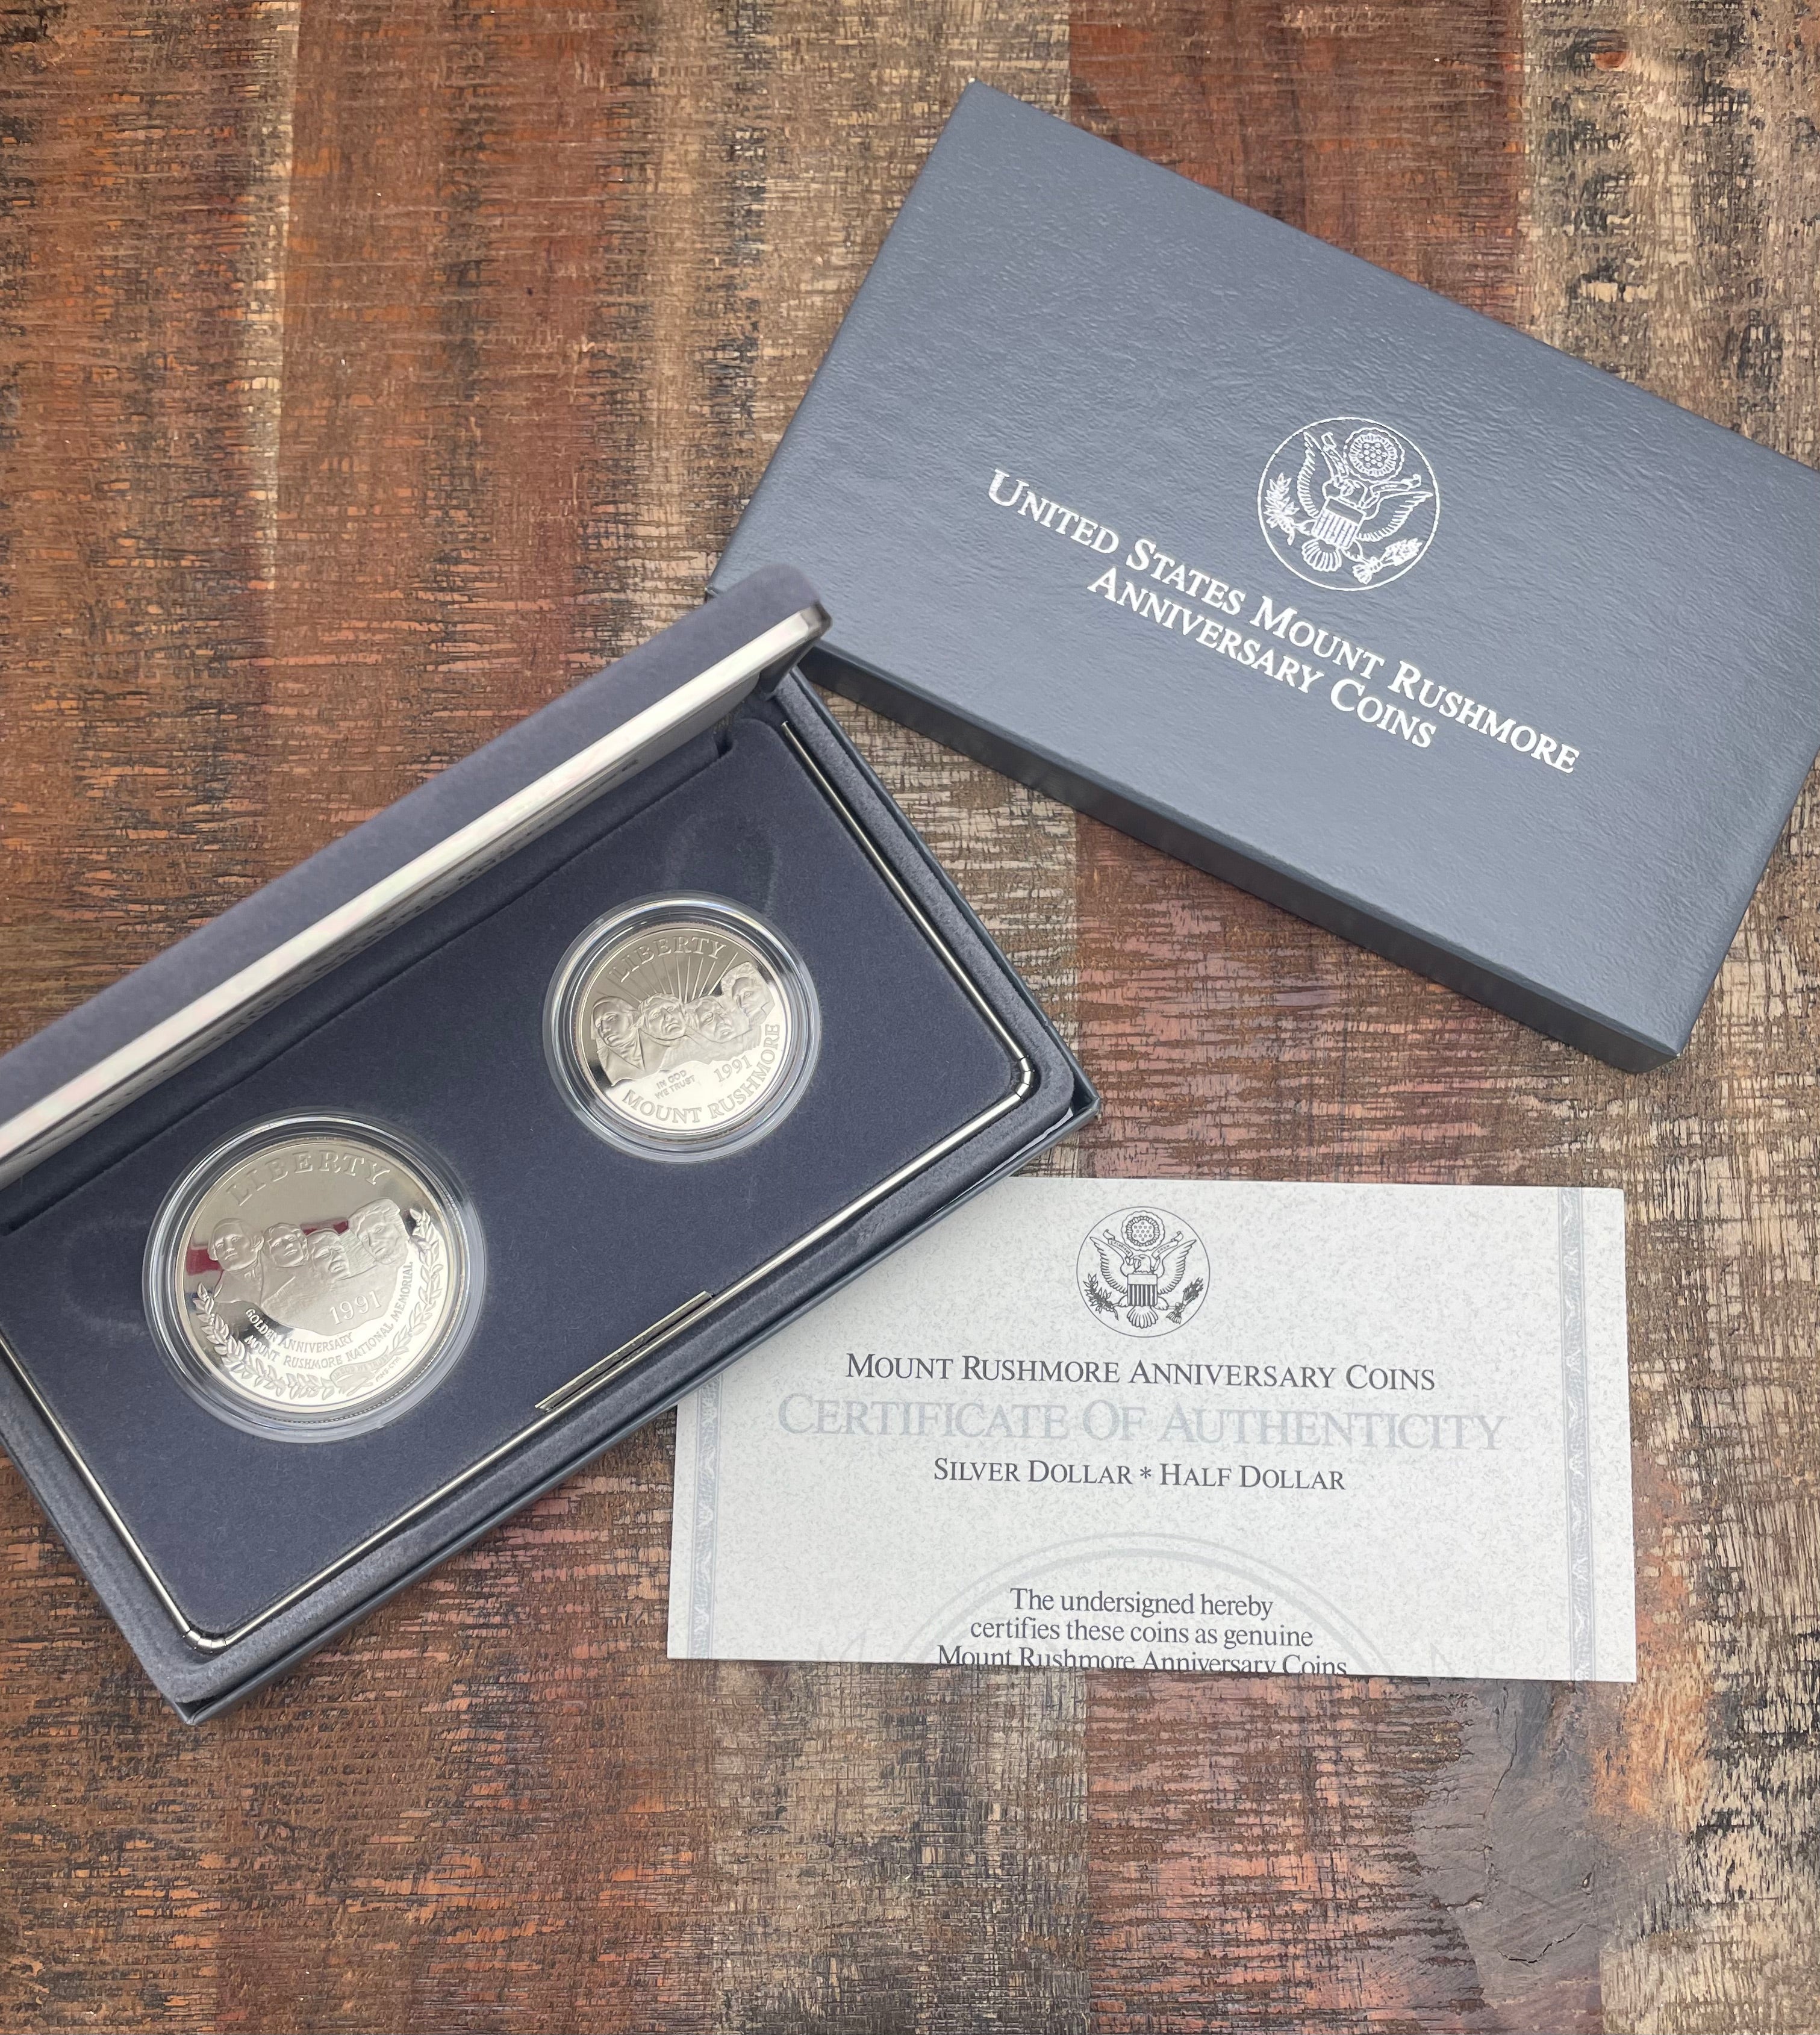 UNITED STATES MOUNT RUSHMORE
ANNIVERSARY COINS
LIBERTY
IN GOD
WE TRUST
1991
MOUNT RUSHMORE
LIBERTY
1991
GOLDEN ANNIVERSARY
MOUNT RUSHMORE NATIONAL MEMORIAL
MOUNT RUSHMORE ANNIVERSARY COINS
CERTIFICATE OF AUTHENTICITY
SILVER DOLLAR * HALF DOLLAR
The undersigned hereby
certifies these coins as genuine
Mount Rushmore Anniversary Coins